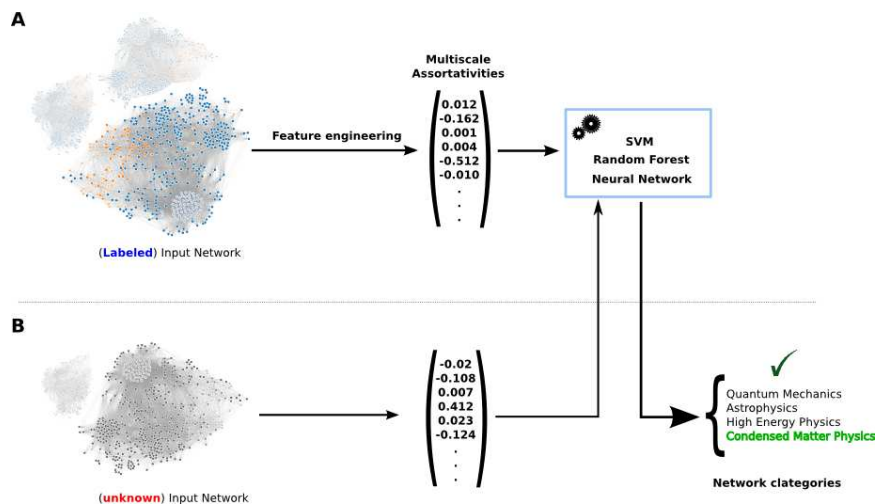 A
Multiscale
Assortativities
Feature engineering
0.012
-0.162
0.001
0.004
-0.512
-0.010
.
.
.
SVM
Random Forest
Neural Network
(Labeled) Input Network
B
-0.02
-0.108
0.007
0.412
0.023
-0.124
.
.
.
Quantum Mechanics
Astrophysics
High Energy Physics
Condensed Matter Physics
Network clategories
(unknown) Input Network